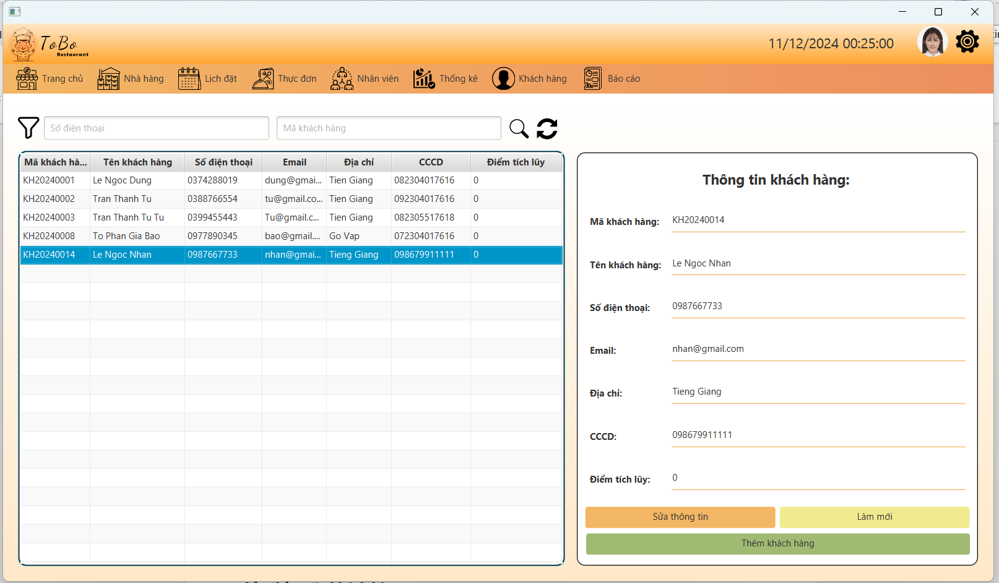 ToBo
Restaurant
11/12/2024 00:25:00
Trang chủ
Nhà hàng
Lịch đặt
Thực đơn
Nhân viên
Thống kê
Khách hàng
Báo cáo
Số điện thoại
Mã khách hàng
Mã khách hà... Tên khách hàng Số điện thoại Email Địa chỉ CCCD Điểm tích lũy
KH20240001 Le Ngoc Dung 0374288019 dung@gmai... Tien Giang 082304017616 0
KH20240002 Tran Thanh Tu 0388766554 tu@gmail.co... Tien Giang 092304017616 0
KH20240003 Tran Thanh Tu Tu 0399455443 Tu@gmail.c... Tien Giang 082305517618 0
KH20240008 To Phan Gia Bao 0977890345 bao@gmail.... Go Vap 072304017616 0
KH20240014 Le Ngoc Nhan 0987667733 nhan@gmai... Tieng Giang 098679911111 0
Thông tin khách hàng:
Mã khách hàng: KH20240014
Tên khách hàng: Le Ngoc Nhan
Số điện thoại: 0987667733
Email: nhan@gmail.com
Địa chỉ: Tieng Giang
CCCD: 098679911111
Điểm tích lũy: 0
Sửa thông tin
Làm mới
Thêm khách hàng